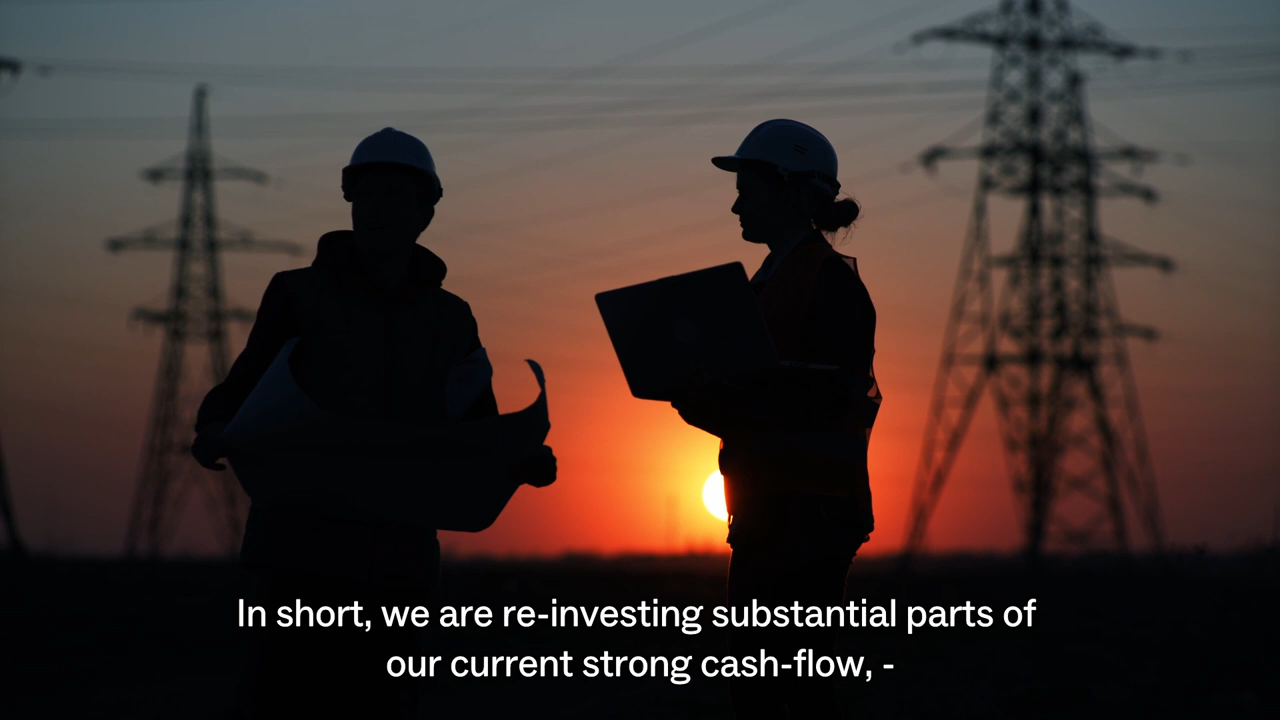 In short, we are re-investing substantial parts of
our current strong cash-flow, -